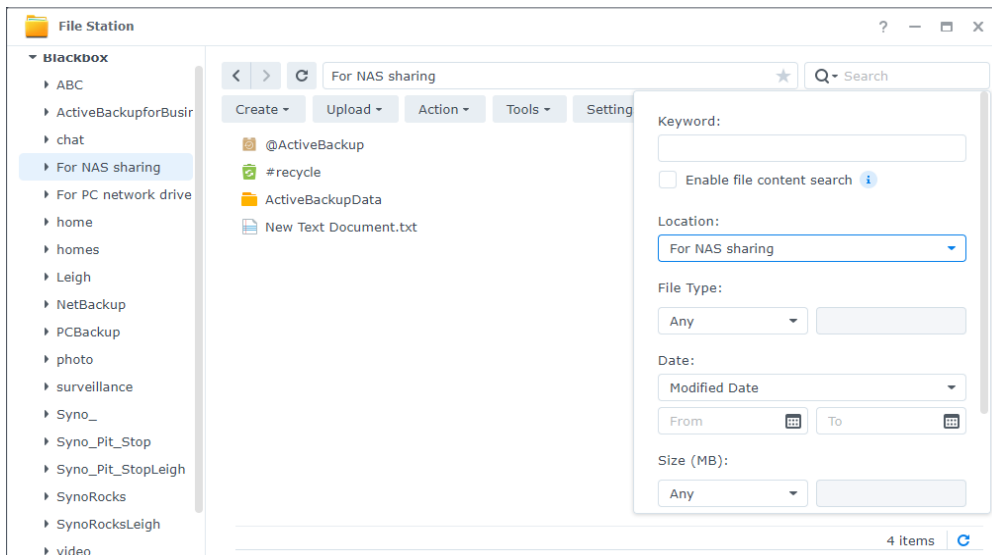 File Station
?
Blackbox
ABC
ActiveBackupforBusir
chat
For NAS sharing
For PC network drive
home
homes
Leigh
NetBackup
PCBackup
photo
surveillance
Syno_
Syno_Pit_Stop
Syno_Pit_StopLeigh
SynoRocks
SynoRocksLeigh
video
For NAS sharing
Search
Create
Upload
Action
Tools
Setting
@ActiveBackup
#recycle
ActiveBackupData
New Text Document.txt
Keyword:
Enable file content search
i
Location:
For NAS sharing
File Type:
Any
Date:
Modified Date
From
To
Size (MB):
Any
4 items